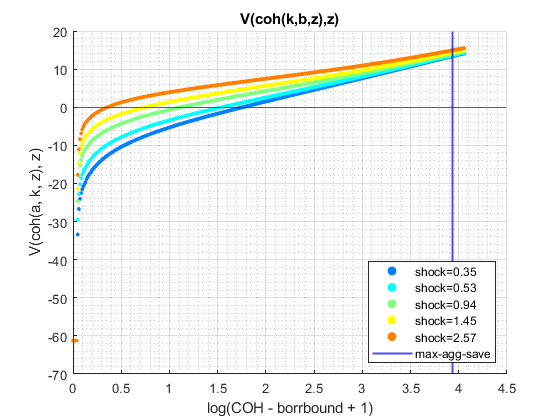 V(coh(k,b,z),z)
20
10
0
-10
-20
-30
-40
-50
-60
-70
V(coh(a, k, z), z)
shock=0.35
shock=0.53
shock=0.94
shock=1.45
shock=2.57
max-agg-save
0 0.5 1 1.5 2 2.5 3 3.5 4 4.5
log(COH - borrbound + 1)